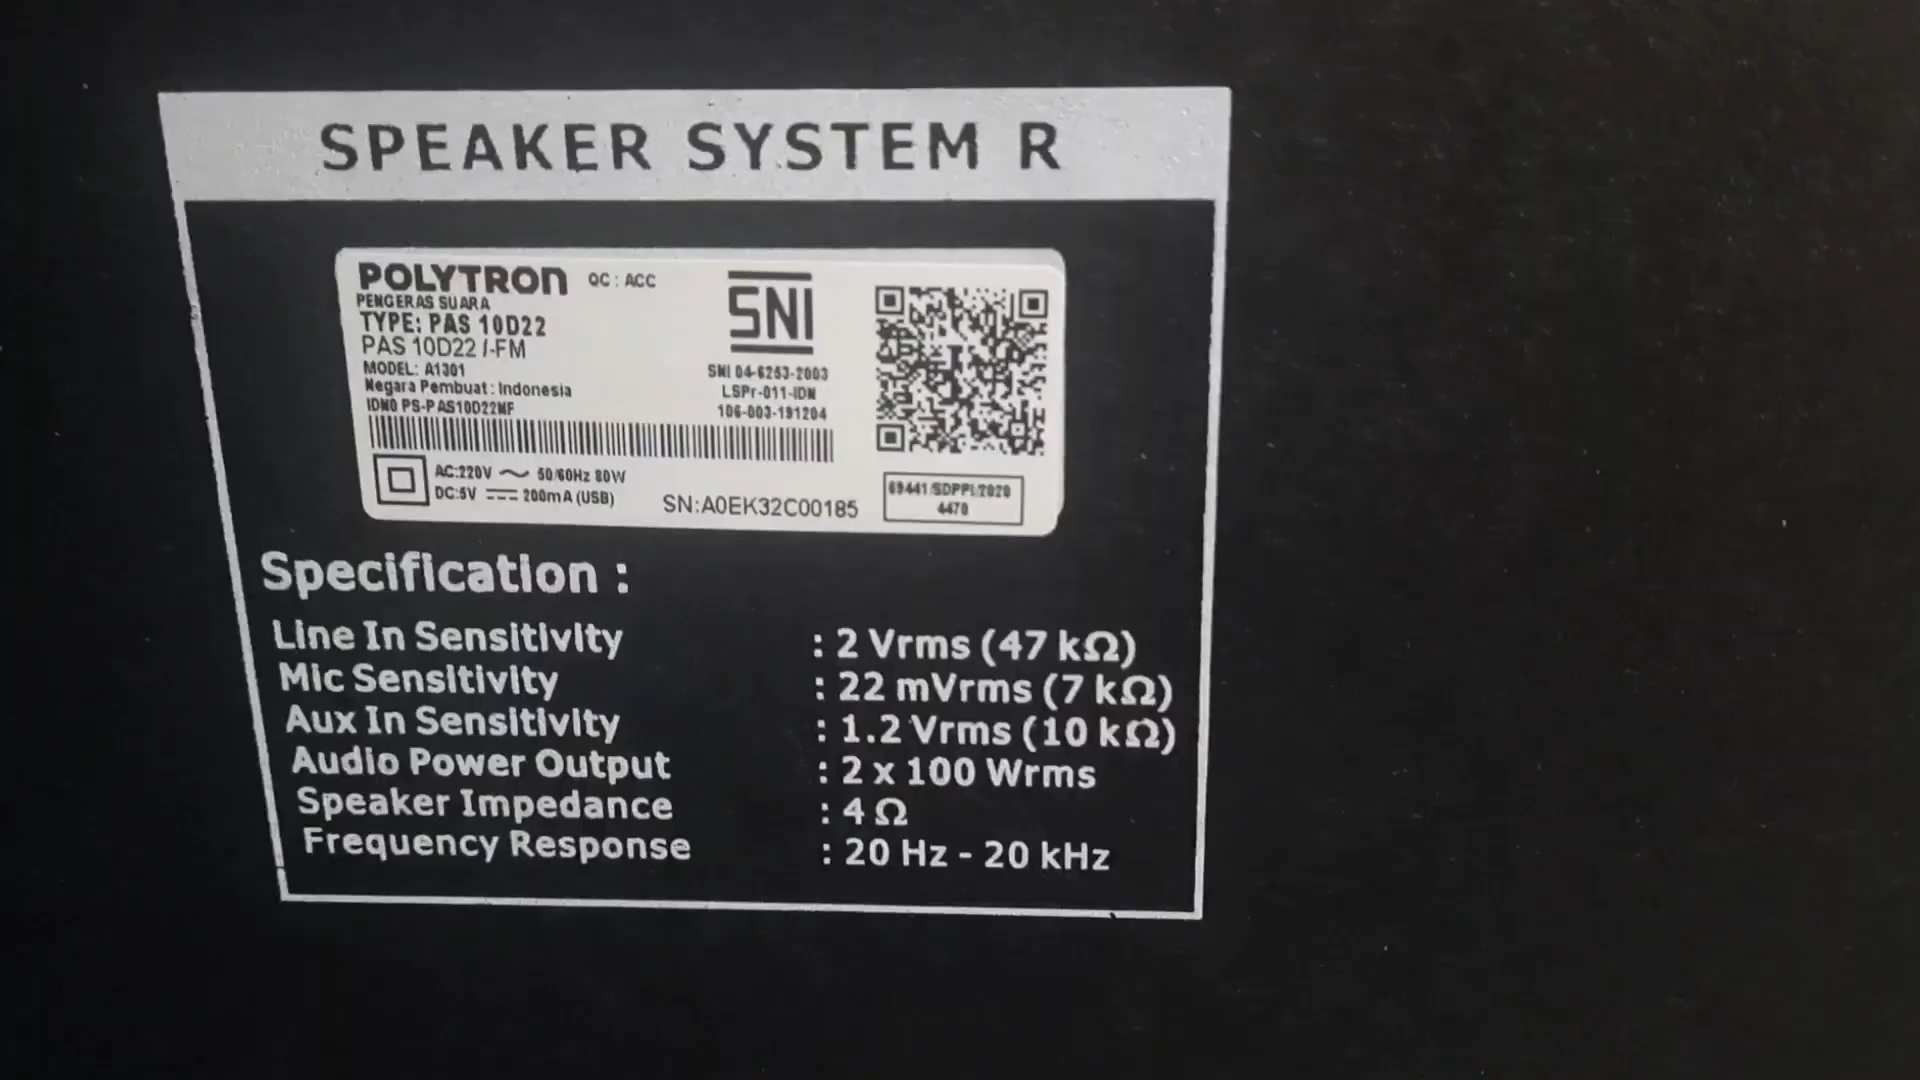 SPEAKER SYSTEM R
POLYTRON QC : ACC
PENGERAS SUARA
TYPE: PAS 10D22
PAS 10D22 /-FM
MODEL: A1301
Negara Pembuat : Indonesia
IDNO PS-PAS10D22MF
SNI
SNI 04-6253-2003
LSPr-011-IDN
106-003-191204
AC:220V 50/60Hz 80W
DC:5V 200mA (USB)
SN:A0EK32C00185
69441/SDPPI/2020
4470
Specification :
Line In Sensitivity : 2 Vrms (47 kΩ)
Mic Sensitivity : 22 mVrms (7 kΩ)
Aux In Sensitivity : 1.2 Vrms (10 kΩ)
Audio Power Output : 2 x 100 Wrms
Speaker Impedance : 4 Ω
Frequency Response : 20 Hz - 20 kHz